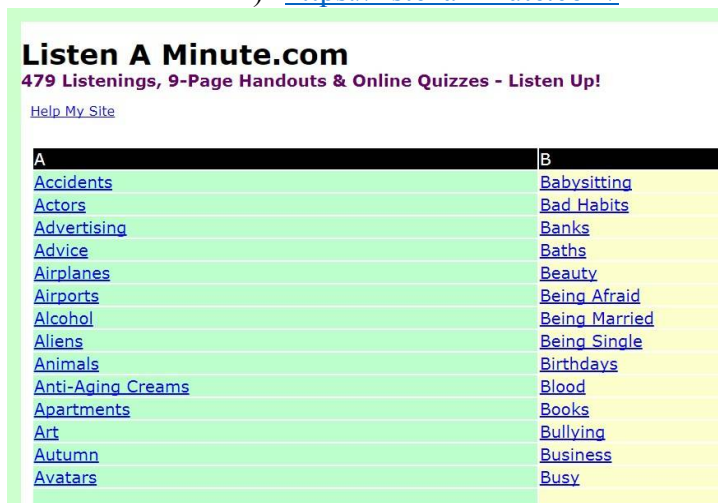 Listen A Minute.com
479 Listenings, 9-Page Handouts & Online Quizzes - Listen Up!
Help My Site
A B
Accidents Babysitting
Actors Bad Habits
Advertising Banks
Advice Baths
Airplanes Beauty
Airports Being Afraid
Alcohol Being Married
Aliens Being Single
Animals Birthdays
Anti-Aging Creams Blood
Apartments Books
Art Bullying
Autumn Business
Avatars Busy